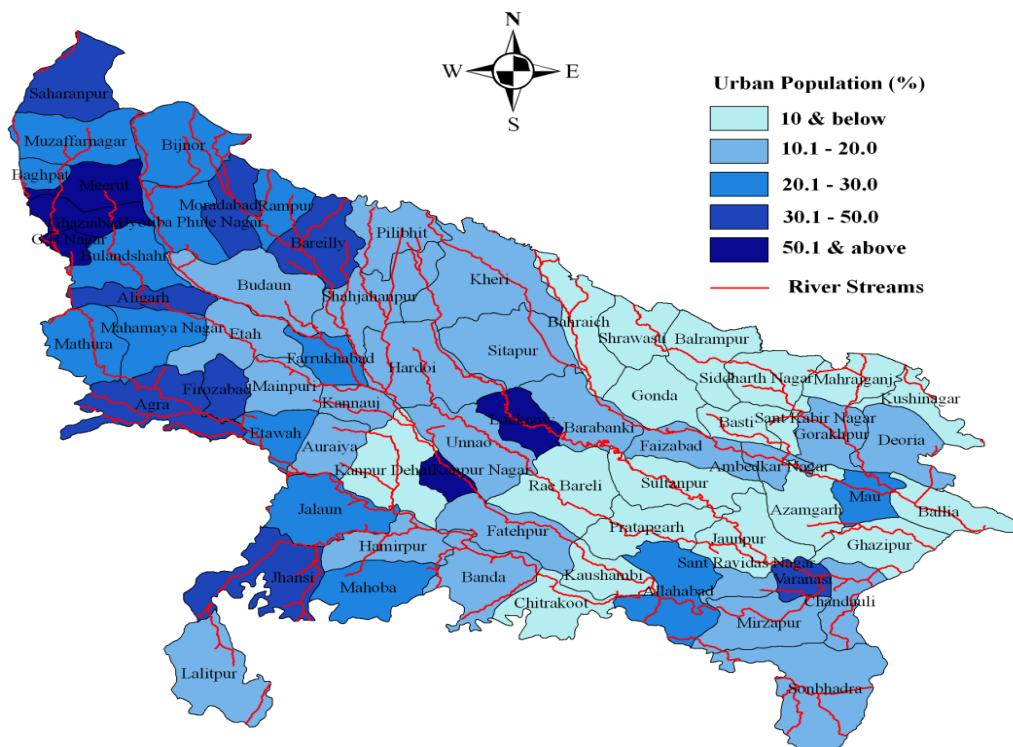 N
W
E
S
Urban Population (%)
10 & below
10.1 - 20.0
20.1 - 30.0
30.1 - 50.0
50.1 & above
River Streams
Saharanpur
Muzaffarnagar
Bijnor
Baghpat
Meerut
Moradabad
Rampur
Ghaziabad
Jyotiba Phule Nagar
G.B.Nagar
Bareilly
Pilibhit
Bulandshahr
Budaun
Kheri
Aligarh
Shahjahanpur
Bahraich
Mahamaya Nagar
Etah
Shrawasti
Balrampur
Mathura
Farrukhabad
Hardoi
Sitapur
Siddharth Nagar
Mahrajganj
Firozabad
Mainpuri
Gonda
Kushinagar
Agra
Kannauj
Lucknow
Barabanki
Basti
Sant Kabir Nagar
Gorakhpur
Deoria
Etawah
Auraiya
Unnao
Faizabad
Kanpur Dehat
Kanpur Nagar
Ambedkar Nagar
Rae Bareli
Sultanpur
Mau
Jalaun
Azamgarh
Ballia
Fatehpur
Pratapgarh
Jaunpur
Ghazipur
Hamirpur
Sant Ravidas Nagar
Jhansi
Mahoba
Banda
Kaushambi
Varanasi
Chitrakoot
Allahabad
Chandauli
Mirzapur
Lalitpur
Sonbhadra